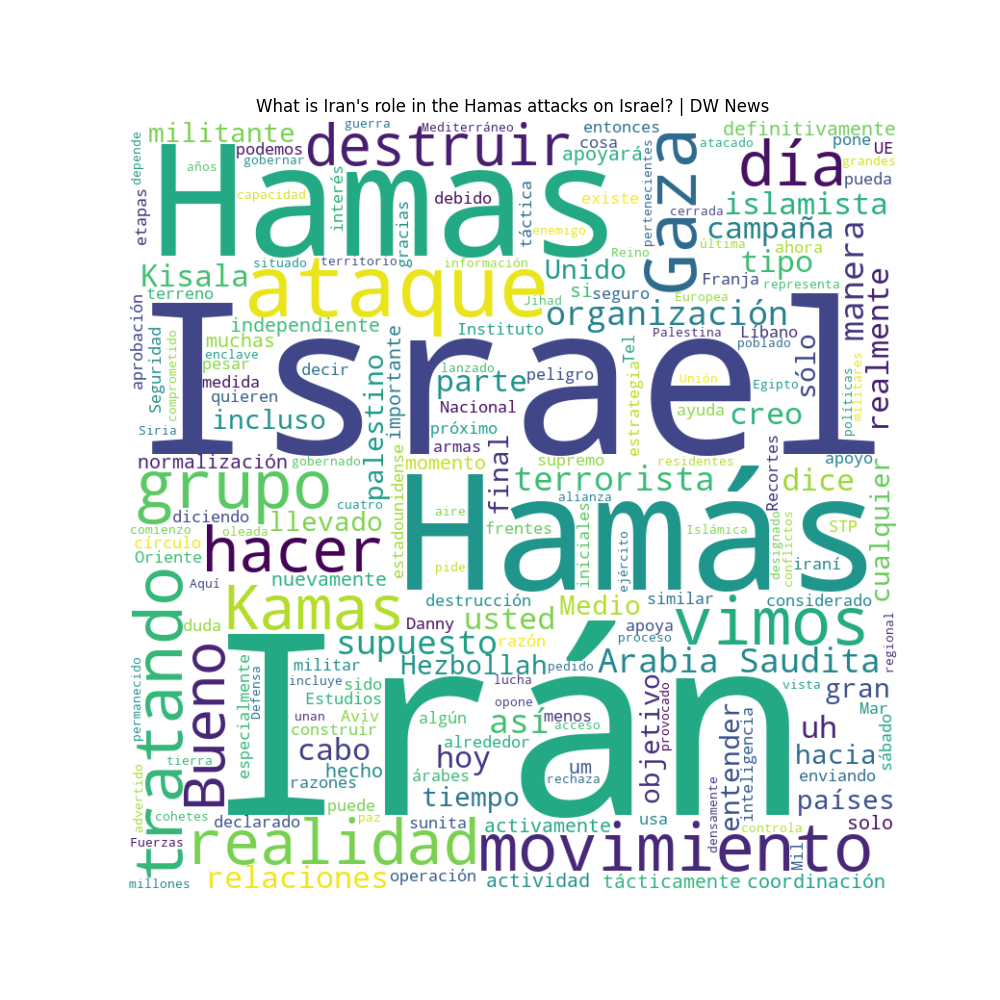 What is Iran's role in the Hamas attacks on Israel? | DW News
guerra
Mediterráneo
entonces
definitivamente
militante
destruir
cosa
atacado
pone
UE
depende
podemos
gobernar
apoyará
Gaza
día
grandes
años
Hamas
interés
pueda
etapas
capacidad
gracias
debido
táctica
existe
pertenecientes
cerrada
islamista
enemigo
campaña
manera
situado
territorio
información
Unido
Reino
última
ahora
Kisala
ataque
Jihad
si
seguro
Europea
Franja
tipo
representa
realmente
terreno
organización
aprobación
Seguridad
comprometido
independiente
Instituto
Tel
Palestina
Líbano
muchas
enclave
palestino
importante
Israel
estrategia
poblado
sólo
políticas
militares
pesar
decir
lanzado
peligro
medida
parte
Unión
Egipto
quieren
Nacional
ayuda
creo
incluso
próximo
Siria
final
armas
Recortes
normalización
gobernado
momento
supremo
residentes
apoyo
grupo
estadounidense
terrorista
dice
cualquier
cuatro
alianza
diciendo
llevado
Hamás
aire
frentes
iniciales
ejército
Islámica
designado
conflictos
STP
comienzo
oleada
círculo
hacer
Oriente
pide
iraní
Aquí
nuevamente
tratando
Kamas
destrucción
Medio
similar
considerado
duda
Danny
usted
apoya
vimos
regional
supuesto
razón
proceso
permanecido
Bueno
especialmente
Defensa
militar
Hezbollah
pedido
Arabia Saudita
incluye
sido
lucha
objetivo
provocado
vista
gran
Estudios
opone
Mar
unan
Aviv
algún
así
menos
acceso
entender
inteligencia
uh
sábado
construir
Irán
cabo
alrededor
hoy
hacia
tierra
hecho
árabes
um
rechaza
enviando
razones
advertido
tiempo
países
cohetes
puede
paz
declarado
sunita
activamente
usa
densamente
controla
solo
Fuerzas
realidad
movimiento
Mil
millones
relaciones
operación
actividad
tácticamente
coordinación